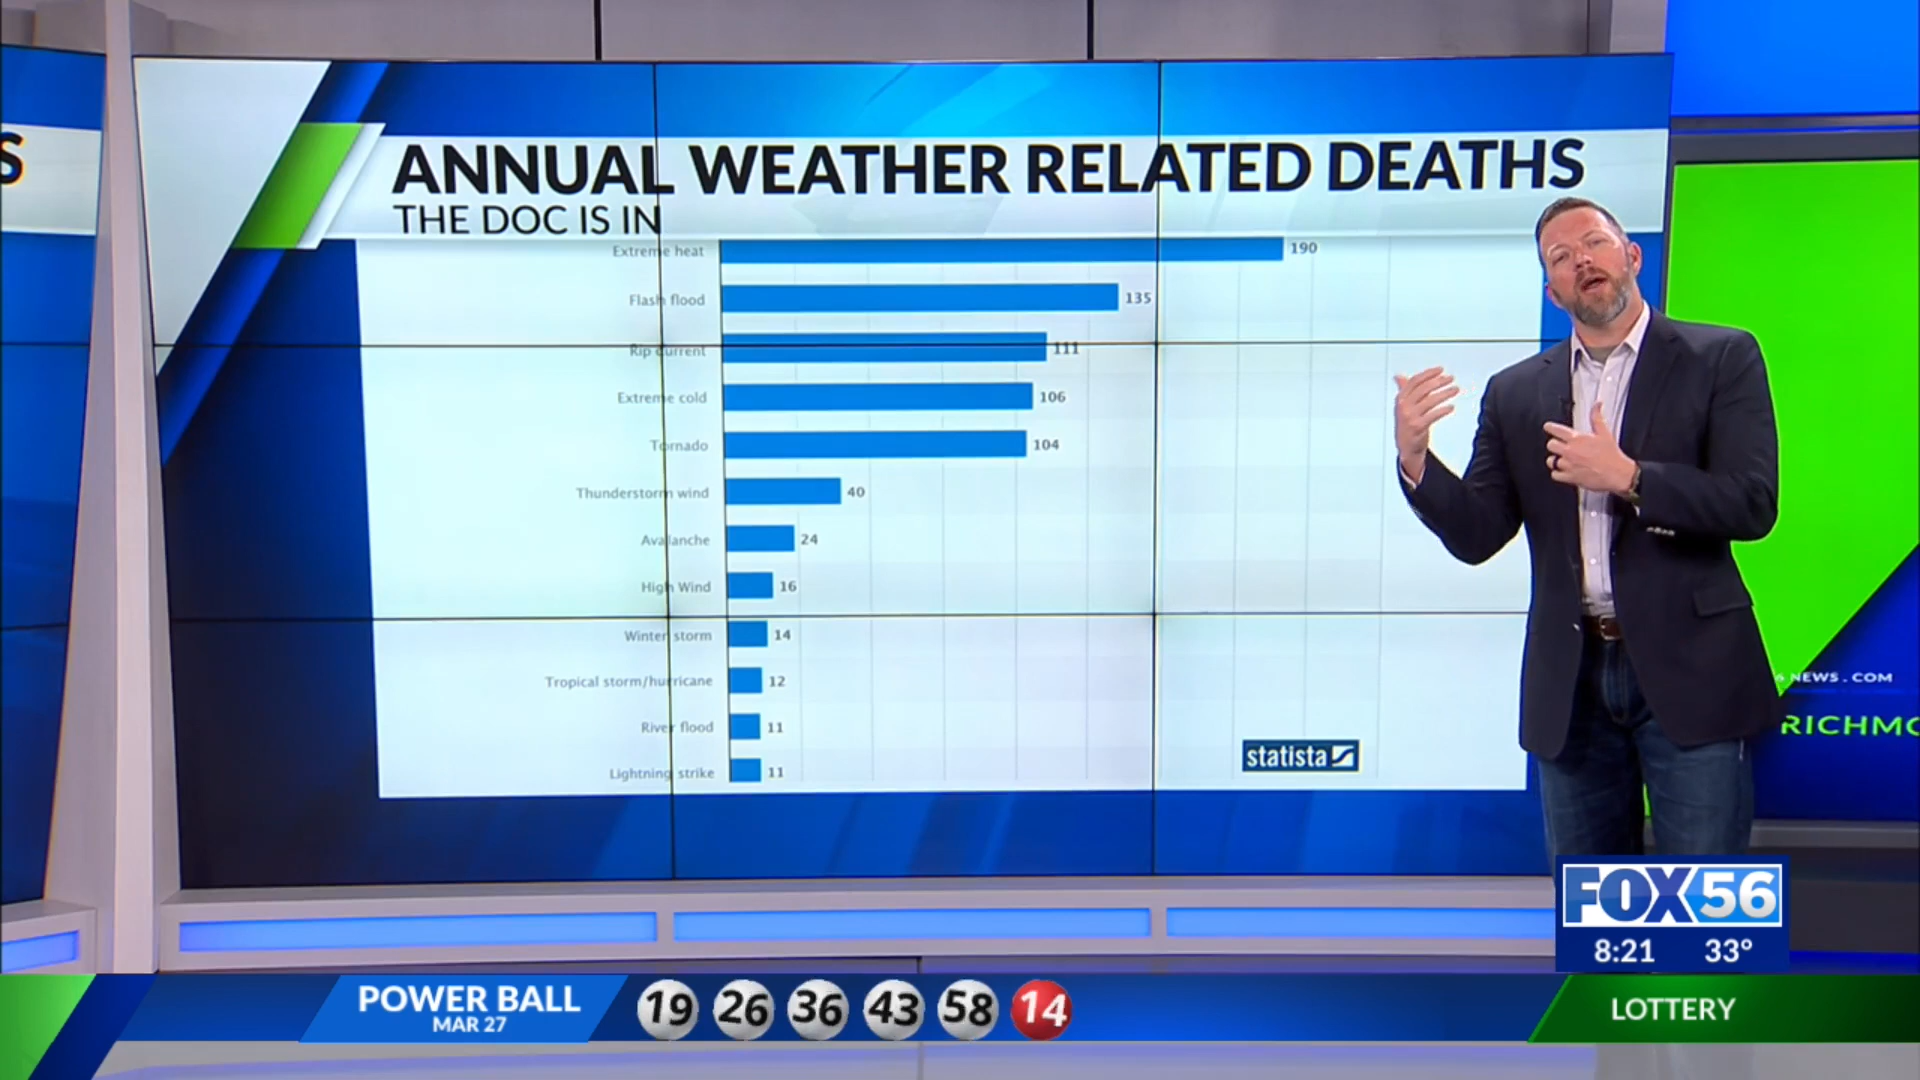 S
ANNUAL WEATHER RELATED DEATHS
THE DOC IS IN
Extreme heat 190
Flash flood 135
Rip current 111
Extreme cold 106
Tornado 104
Thunderstorm wind 40
Avalanche 24
High Wind 16
Winter storm 14
Tropical storm/hurricane 12
River flood 11
Lightning strike 11
statista
6 NEWS.COM
RICHMO
FOX 56
8:21 33°
POWER BALL
MAR 27
19 26 36 43 58 14
LOTTERY